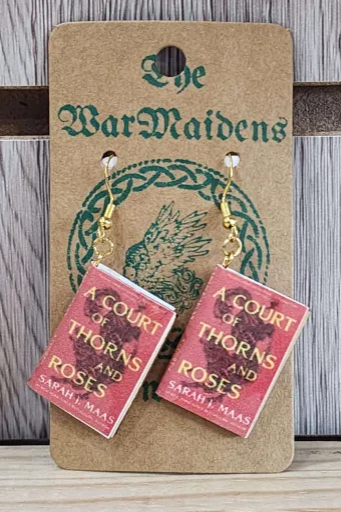 The
WarMaidens
A COURT
OF
THORNS
AND
ROSES
SARAH J. MAAS
A COURT
OF
THORNS
AND
ROSES
SARAH J. MAAS